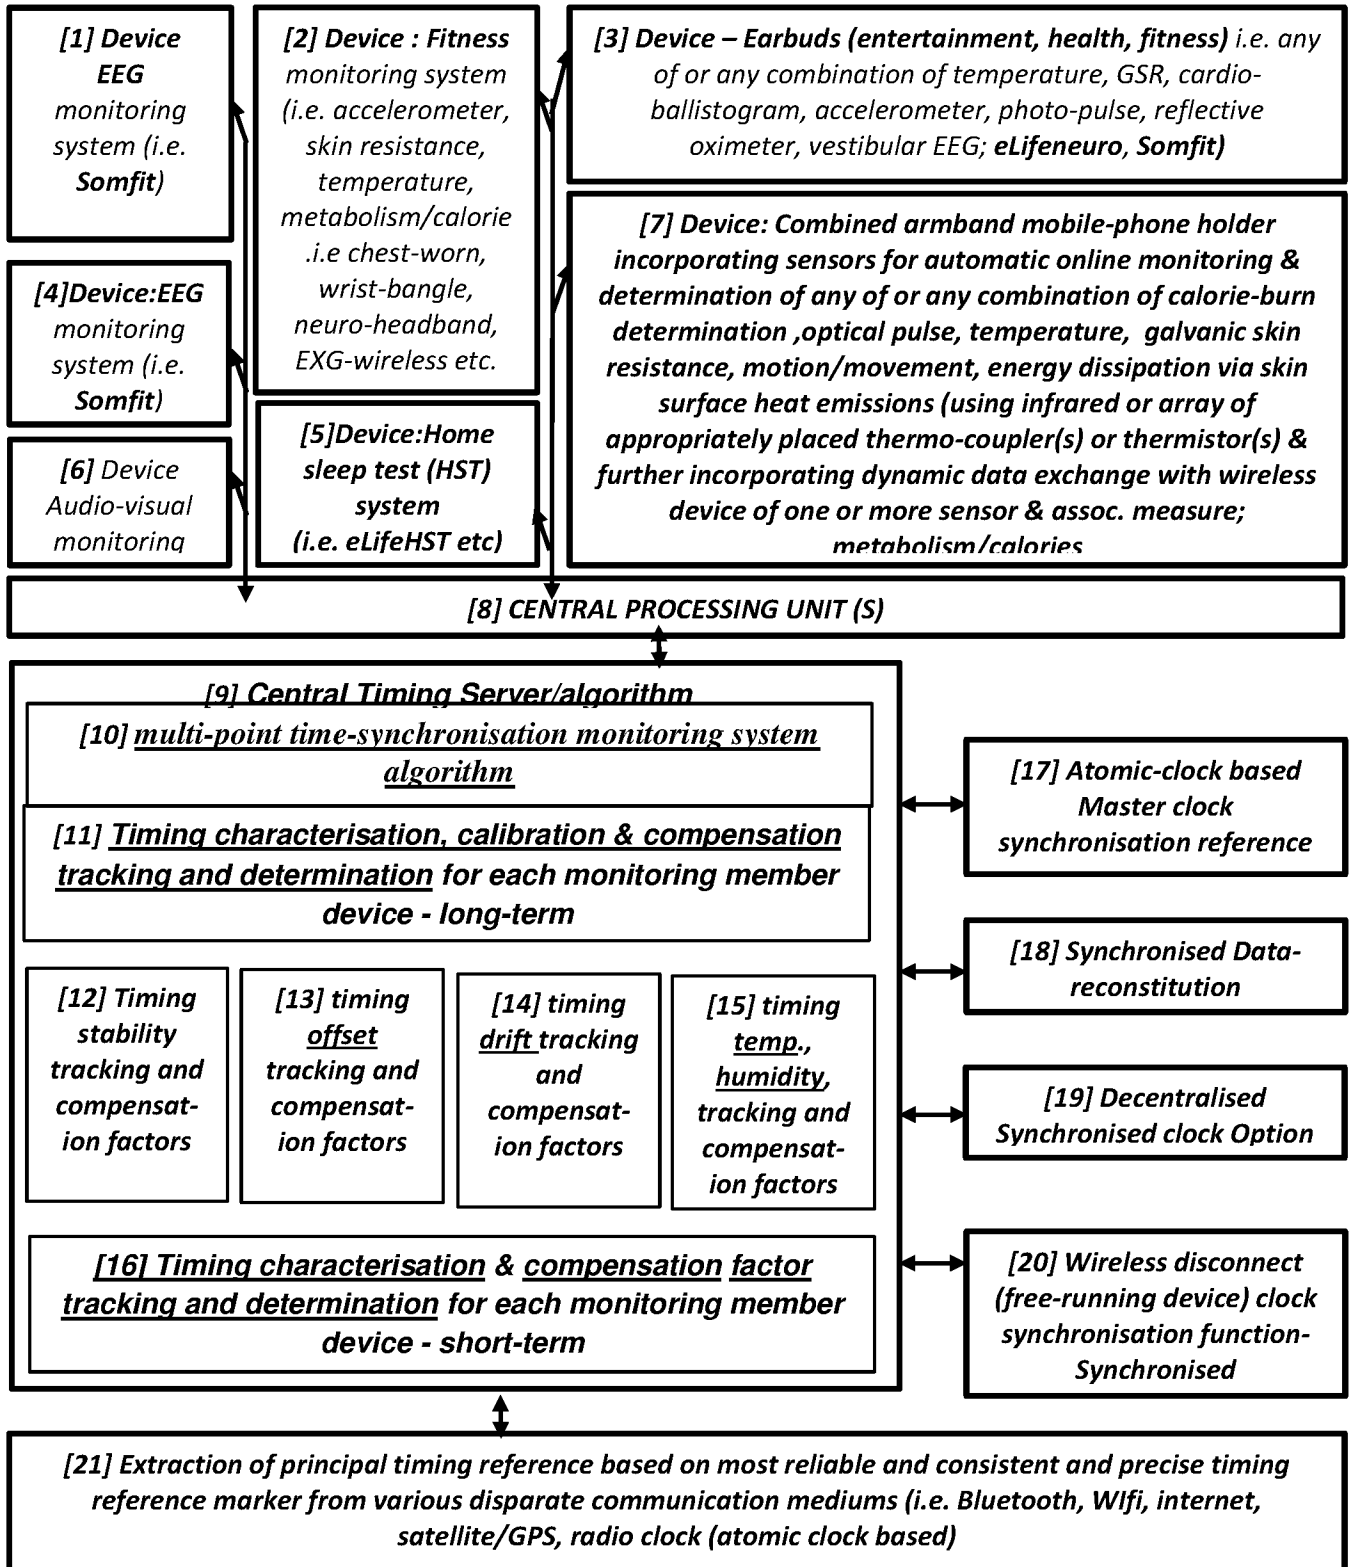 [1] Device
EEG
monitoring
system (i.e.
Somfit)
[2] Device : Fitness
monitoring system
(i.e. accelerometer,
skin resistance,
temperature,
metabolism/calorie
.i.e chest-worn,
wrist-bangle,
neuro-headband,
EXG-wireless etc.
[3] Device – Earbuds (entertainment, health, fitness) i.e. any
of or any combination of temperature, GSR, cardio-
ballistogram, accelerometer, photo-pulse, reflective
oximeter, vestibular EEG; eLifeneuro, Somfit)
[4]Device:EEG
monitoring
system (i.e.
Somfit)
[5]Device:Home
sleep test (HST)
system
(i.e. eLifeHST etc)
[6] Device
Audio-visual
monitoring
[7] Device: Combined armband mobile-phone holder
incorporating sensors for automatic online monitoring &
determination of any of or any combination of calorie-burn
determination ,optical pulse, temperature, galvanic skin
resistance, motion/movement, energy dissipation via skin
surface heat emissions (using infrared or array of
appropriately placed thermo-coupler(s) or thermistor(s) &
further incorporating dynamic data exchange with wireless
device of one or more sensor & assoc. measure;
metabolism/calories
[8] CENTRAL PROCESSING UNIT (S)
[9] Central Timing Server/algorithm
[10] multi-point time-synchronisation monitoring system
algorithm
[11] Timing characterisation, calibration & compensation
tracking and determination for each monitoring member
device - long-term
[12] Timing
stability
tracking and
compensat-
ion factors
[13] timing
offset
tracking and
compensat-
ion factors
[14] timing
drift tracking
and
compensat-
ion factors
[15] timing
temp.,
humidity,
tracking and
compensat-
ion factors
[16] Timing characterisation & compensation factor
tracking and determination for each monitoring member
device - short-term
[17] Atomic-clock based
Master clock
synchronisation reference
[18] Synchronised Data-
reconstitution
[19] Decentralised
Synchronised clock Option
[20] Wireless disconnect
(free-running device) clock
synchronisation function-
Synchronised
[21] Extraction of principal timing reference based on most reliable and consistent and precise timing
reference marker from various disparate communication mediums (i.e. Bluetooth, WIfi, internet,
satellite/GPS, radio clock (atomic clock based)